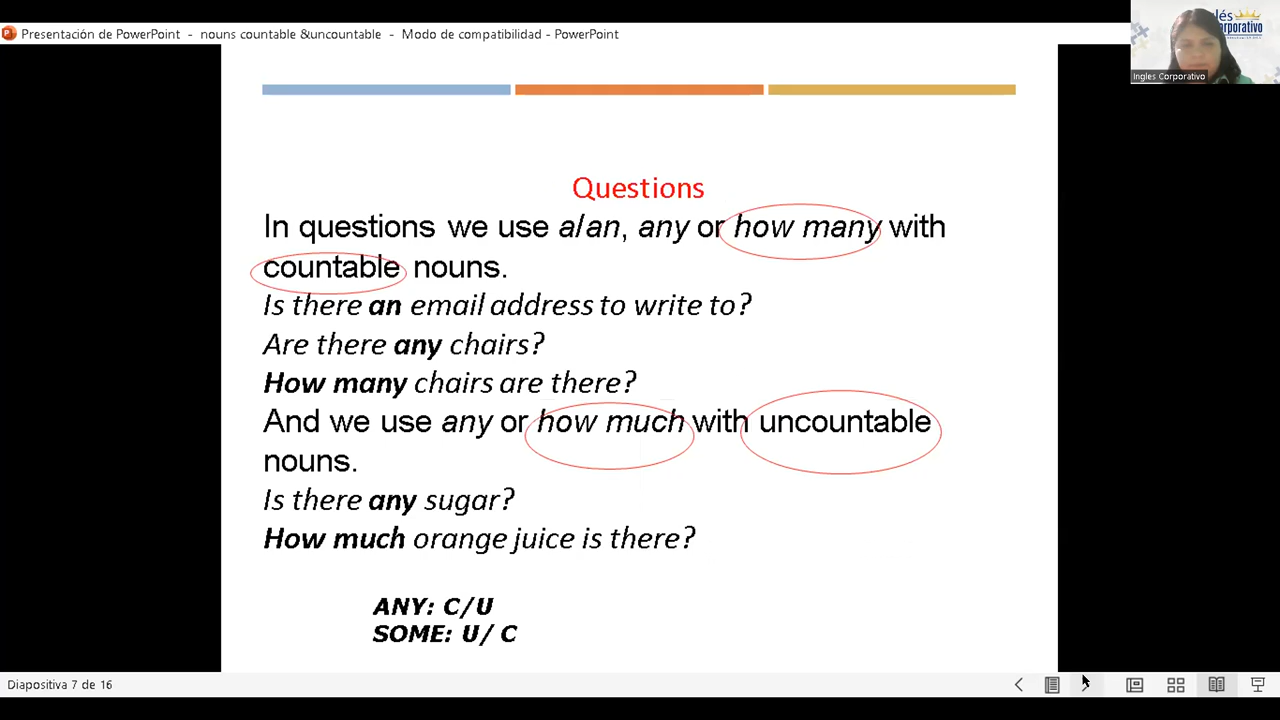 Presentación de PowerPoint - nouns countable &uncountable - Modo de compatibilidad - PowerPoint
Ingles Corporativo
Questions
In questions we use a/an, any or how many with
countable nouns.
Is there an email address to write to?
Are there any chairs?
How many chairs are there?
And we use any or how much with uncountable
nouns.
Is there any sugar?
How much orange juice is there?
ANY: C/U
SOME: U/ C
Diapositiva 7 de 16